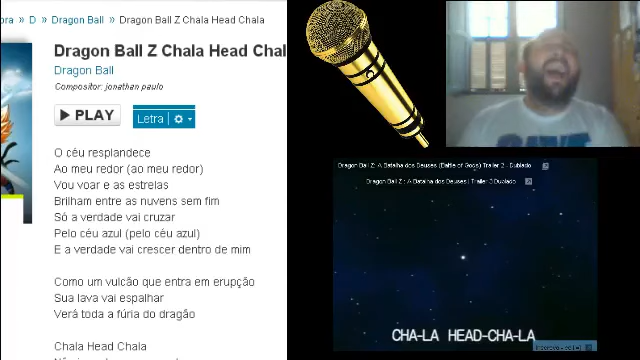 ora » D » Dragon Ball » Dragon Ball Z Chala Head Chala
Dragon Ball Z Chala Head Chal
Dragon Ball
Compositor: jonathan paulo
PLAY
Letra
O céu resplandece
Ao meu redor (ao meu redor)
Vou voar e as estrelas
Brilham entre as nuvens sem fim
Só a verdade vai cruzar
Pelo céu azul (pelo céu azul)
E a verdade vai crescer dentro de mim
Como um vulcão que entra em erupção
Sua lava vai espalhar
Verá toda a fúria do dragão
Chala Head Chala
Dragon Ball Z: A Batalha dos Deuses (Battle of Gods) Trailer 2 - Dublado
Dragon Ball Z: A Batalha dos Deuses | Trailer 3 Dublado
CHA-LA HEAD-CHA-LA